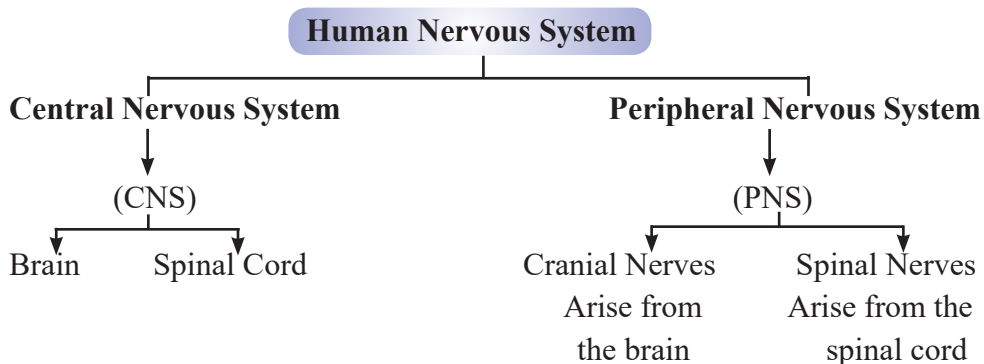 Human Nervous System
Central Nervous System
Peripheral Nervous System
(CNS)
(PNS)
Brain
Spinal Cord
Cranial Nerves
Arise from
the brain
Spinal Nerves
Arise from the
spinal cord